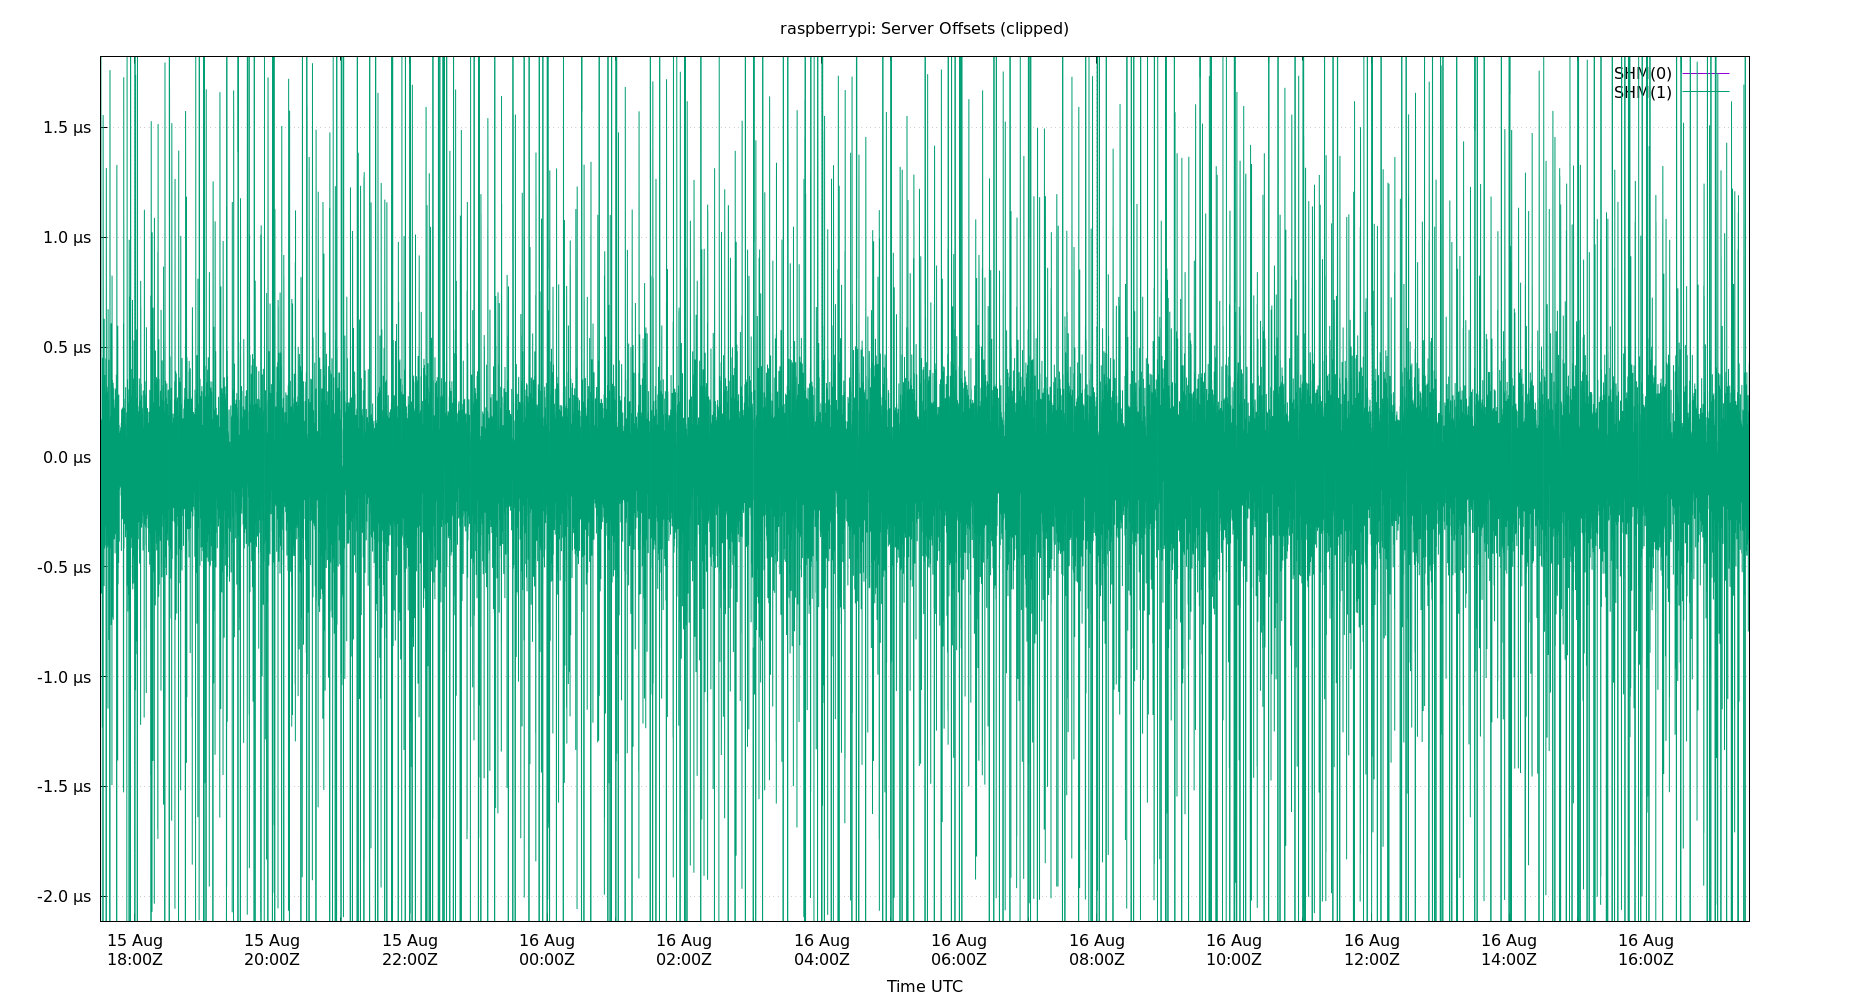 raspberrypi: Server Offsets (clipped)
SHM(0)
SHM(1)
1.5 µs
1.0 µs
0.5 µs
0.0 µs
-0.5 µs
-1.0 µs
-1.5 µs
-2.0 µs
15 Aug 15 Aug 15 Aug 16 Aug 16 Aug 16 Aug 16 Aug 16 Aug 16 Aug 16 Aug 16 Aug 16 Aug
18:00Z 20:00Z 22:00Z 00:00Z 02:00Z 04:00Z 06:00Z 08:00Z 10:00Z 12:00Z 14:00Z 16:00Z
Time UTC